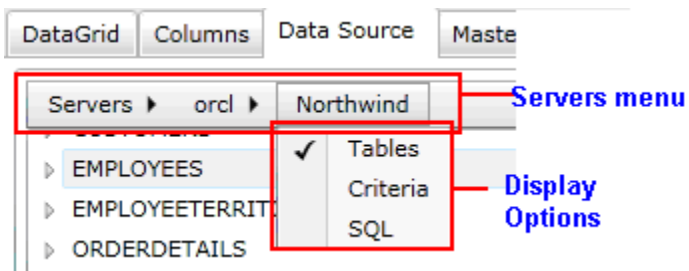 DataGrid Columns Data Source Maste
Servers orcl Northwind Servers menu
Tables
EMPLOYEES
Criteria Display Options
EMPLOYEETERRIT
SQL
ORDERDETAILS